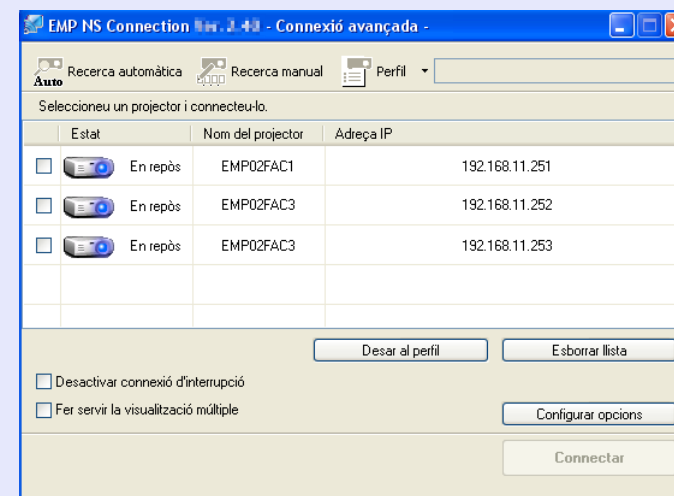 EMP NS Connection - Connexió avançada -
Auto Recerca automàtica Recerca manual Perfil
Seleccioneu un projector i connecteu-lo.
Estat Nom del projector Adreça IP
En repòs EMP02FAC1 192.168.11.251
En repòs EMP02FAC3 192.168.11.252
En repòs EMP02FAC3 192.168.11.253
Desar al perfil Esborrar llista
Desactivar connexió d'interrupció
Fer servir la visualització múltiple
Configurar opcions
Connectar